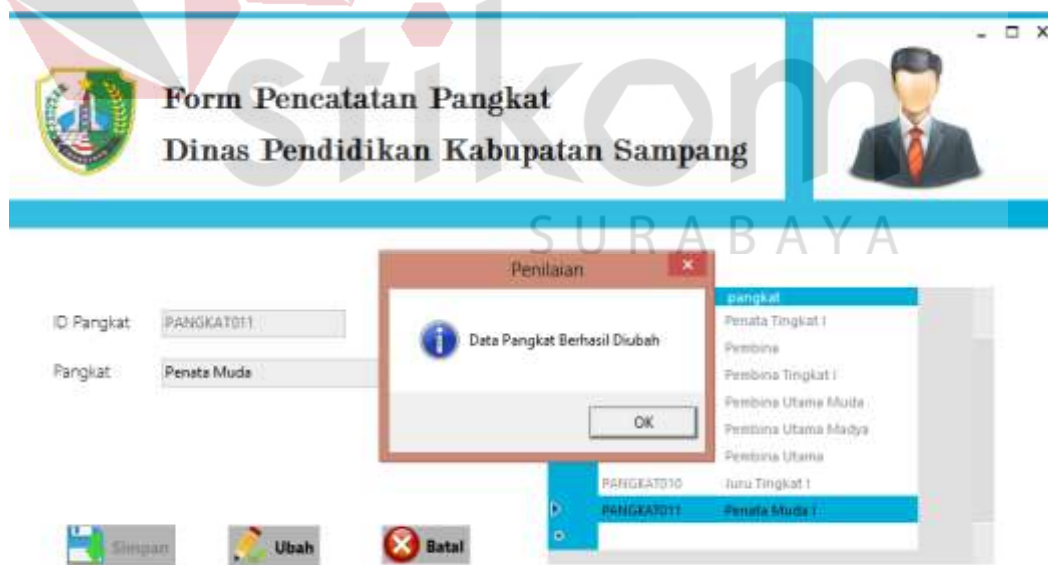 stikom
SURABAYA
Form Pencatatan Pangkat
Dinas Pendidikan Kabupatan Sampang
Penilaian
Data Pangkat Berhasil Diubah
OK
ID Pangkat
PANGKAT011
Pangkat
Penata Muda
pangkat
Penata Tingkat I
Pembina
Pembina Tingkat I
Pembina Utama Muda
Pembina Utama Madya
Pembina Utama
PANGKAT010 Juru Tingkat I
PANGKAT011 Penata Muda I
Simpan
Ubah
Batal